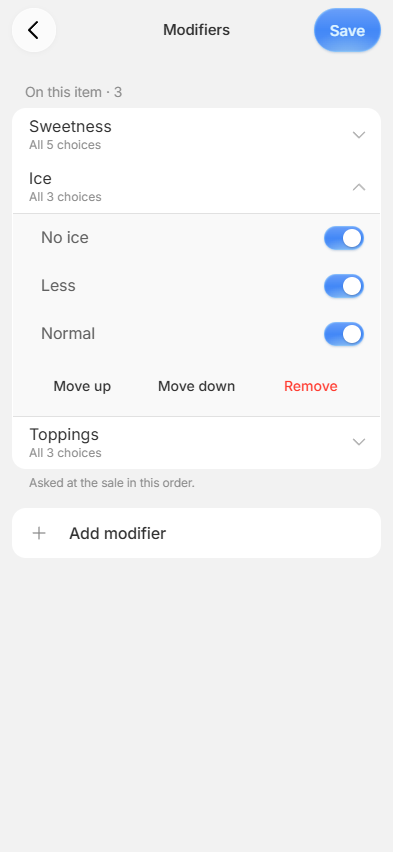 Modifiers
Save
On this item · 3
Sweetness
All 5 choices
Ice
All 3 choices
No ice
Less
Normal
Move up
Move down
Remove
Toppings
All 3 choices
Asked at the sale in this order.
Add modifier